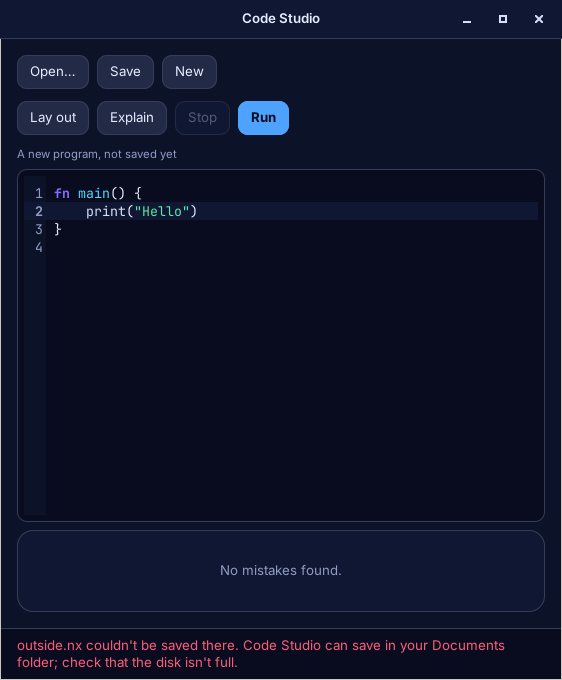 Code Studio
Open... Save New
Lay out Explain Stop Run
A new program, not saved yet
1 fn main() {
2     print("Hello")
3 }
4
No mistakes found.
outside.nx couldn't be saved there. Code Studio can save in your Documents
folder; check that the disk isn't full.